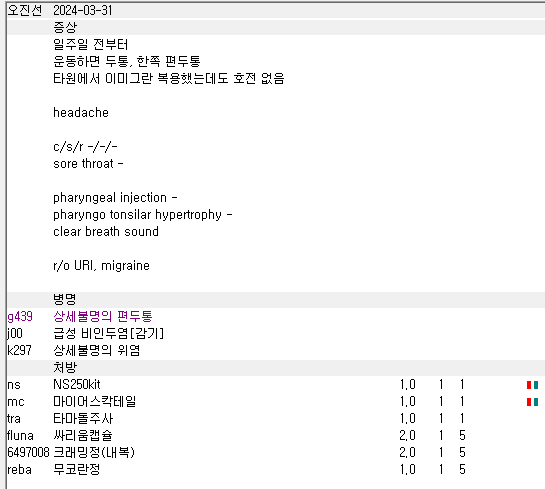 오진선 2024-03-31
증상
일주일 전부터
운동하면 두통, 한쪽 편두통
타원에서 이미그란 복용했는데도 호전 없음
headache
c/s/r -/-/-
sore throat -
pharyngeal injection -
pharyngo tonsilar hypertrophy -
clear breath sound
r/o URI, migraine
병명
g439 상세불명의 편두통
j00 급성 비인두염[감기]
k297 상세불명의 위염
처방
ns NS250kit 1.0 1 1
mc 마이어스칵테일 1.0 1 1
tra 타마돌주사 1.0 1 1
fluna 싸리움캡슐 2.0 1 5
6497008 크래밍정(내복) 2.0 1 5
reba 무코란정 1.0 1 5